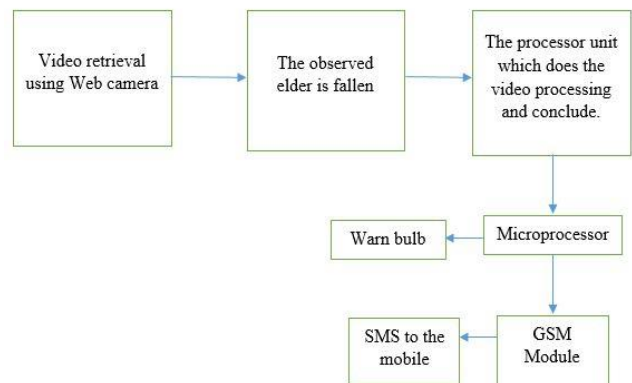 Video retrieval
using Web camera
The observed
elder is fallen
The processor unit
which does the
video processing
and conclude.
Microprocessor
Warn bulb
GSM
Module
SMS to the
mobile